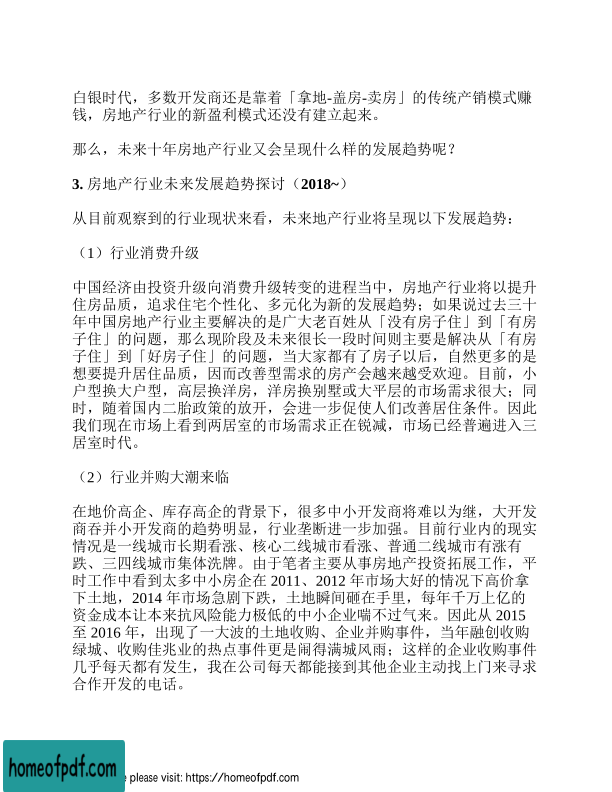 白银时代，多数开发商还是靠着「拿地-盖房-卖房」的传统产销模式赚
钱，房地产行业的新盈利模式还没有建立起来。
那么，未来十年房地产行业又会呈现什么样的发展趋势呢？
3. 房地产行业未来发展趋势探讨（2018~）
从目前观察到的行业现状来看，未来地产行业将呈现以下发展趋势：
（1）行业消费升级
中国经济由投资升级向消费升级转变的进程当中，房地产行业将以提升
住房品质，追求住宅个性化、多元化为新的发展趋势；如果说过去三十
年中国房地产行业主要解决的是广大老百姓从「没有房子住」到「有房
子住」的问题，那么现阶段及未来很长一段时间则主要是解决从「有房
子住」到「好房子住」的问题，当大家都有了房子以后，自然更多的是
想要提升居住品质，因而改善型需求的房产会越来越受欢迎。目前，小
户型换大户型，高层换洋房，洋房换别墅或大平层的市场需求很大；同
时，随着国内二胎政策的放开，会进一步促使人们改善居住条件。因此
我们现在市场上看到两居室的市场需求正在锐减，市场已经普遍进入三
居室时代。
（2）行业并购大潮来临
在地价高企、库存高企的背景下，很多中小开发商将难以为继，大开发
商吞并小开发商的趋势明显，行业垄断进一步加强。目前行业内的现实
情况是一线城市长期看涨、核心二线城市看涨、普通二线城市有涨有
跌、三四线城市集体洗牌。由于笔者主要从事房地产投资拓展工作，平
时工作中看到太多中小房企在 2011、2012 年市场大好的情况下高价拿
下土地，2014 年市场急剧下跌，土地瞬间砸在手里，每年千万上亿的
资金成本让本来抗风险能力极低的中小企业喘不过气来。因此从 2015
至 2016 年，出现了一大波的土地收购、企业并购事件，当年融创收购
绿城、收购佳兆业的热点事件更是闹得满城风雨；这样的企业收购事件
几乎每天都有发生，我在公司每天都能接到其他企业主动找上门来寻求
合作开发的电话。
homeofpdf.com
please visit: https://homeofpdf.com